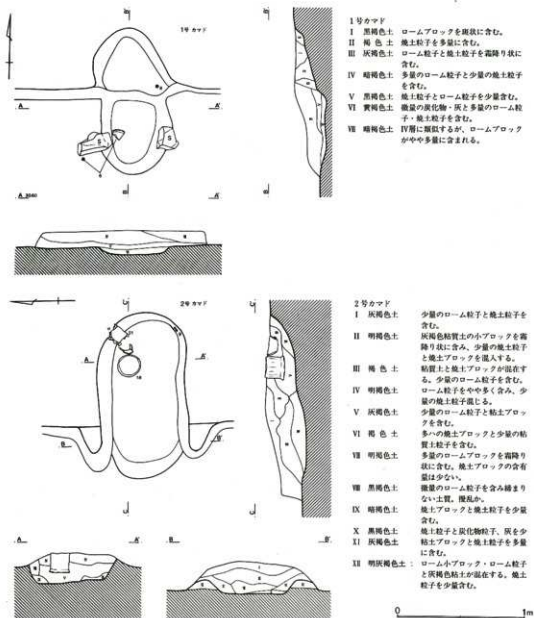 1号カマド
1号カマド
I 黒褐色土 ロームブロックを斑状に含む。
II 褐色土 焼土粒子を多量に含む。
III 灰褐色土 ローム粒子と焼土粒子を霜降り状に
含む。
IV 暗褐色土 多量のローム粒子と少量の焼土粒子
を含む。
V 黒褐色土 焼土粒子とローム粒子を少量含む。
VI 黄褐色土 微量の炭化物・灰と多量のローム粒
子・焼土粒子を含む。
VII 暗褐色土 IV層に類似するが、ロームブロック
がやや多量に含まれる。
A A'
B
S S
A A'
2号カマド
2号カマド
I 灰褐色土 少量のローム粒子と焼土粒子を
含む。
II 明褐色土 灰褐色粘質土の小ブロックを霜
降り状に含み、少量の焼土粒子
と焼土ブロックを混入する。
III 褐色土 粘質土と焼土ブロックが混在す
る。少量のローム粒子を含む。
IV 明褐色土 ローム粒子をやや多く含み、少
量の焼土粒子混じる。
V 灰褐色土 少量のローム粒子と粘土ブロッ
クを含む。
VI 褐色土 多ハの焼土ブロックと少量の粘
質土粒子を含む。
VII 明褐色土 多量のロームブロックを霜降り
状に含む。焼土ブロックの含有
量は少ない。
VIII 黒褐色土 微量のローム粒子を含み締まり
ない土質。攪乱か。
IX 暗褐色土 焼土ブロックと焼土粒子を少量
含む。
X 黒褐色土 焼土粒子と炭化物粒子、灰を少
XI 灰褐色土 粘土ブロックと焼土粒子を多量
に含む。
XII 明灰褐色土: ローム小ブロック・ローム粒子
と灰褐色粘土が混在する。焼土
粒子を少量含む。
A A'
B B'
A A'
B B'
0 1m